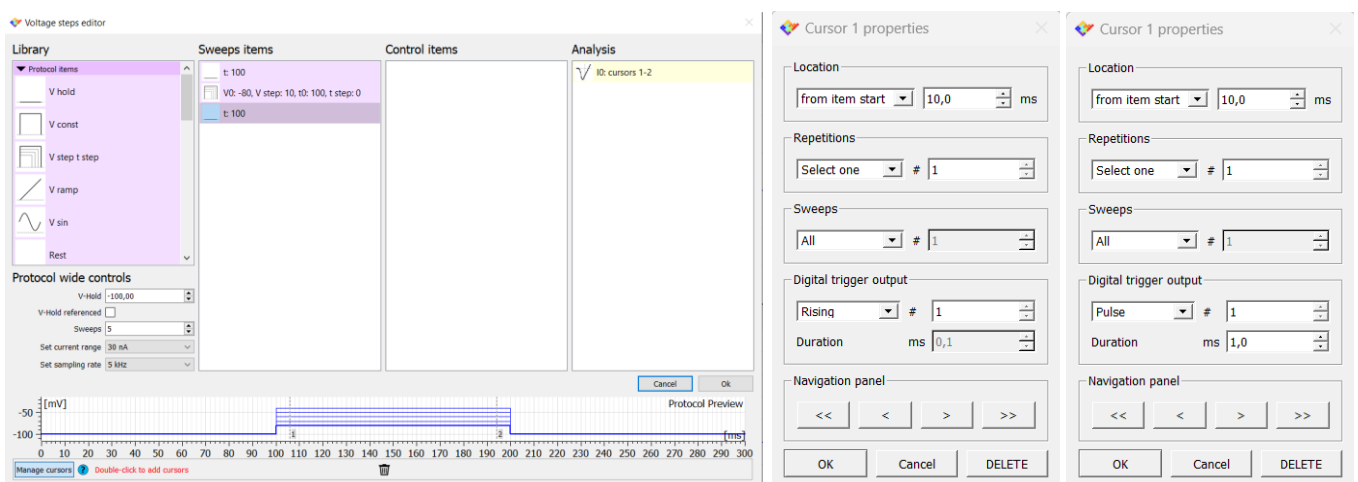 Voltage steps editor
Library
Sweeps items
Control items
Analysis
Protocol items
V hold
V const
V step t step
V ramp
V sin
Rest
t: 100
V0: -80, V step: 10, t0: 100, t step: 0
t: 100
I0: cursors 1-2
Protocol wide controls
V-Hold -100,00
V-Hold referenced
Sweeps 5
Set current range 30 nA
Set sampling rate 5 kHz
Cancel Ok
[mV] Protocol Preview
-50
-100 1 2 [ms]
0 10 20 30 40 50 60 70 80 90 100 110 120 130 140 150 160 170 180 190 200 210 220 230 240 250 260 270 280 290 300
Manage cursors ? Double-click to add cursors
Cursor 1 properties
Location
from item start 10,0 ms
Repetitions
Select one # 1
Sweeps
All # 1
Digital trigger output
Rising # 1
Duration ms 0,1
Navigation panel
<< < > >>
OK Cancel DELETE
Cursor 1 properties
Location
from item start 10,0 ms
Repetitions
Select one # 1
Sweeps
All # 1
Digital trigger output
Pulse # 1
Duration ms 1,0
Navigation panel
<< < > >>
OK Cancel DELETE